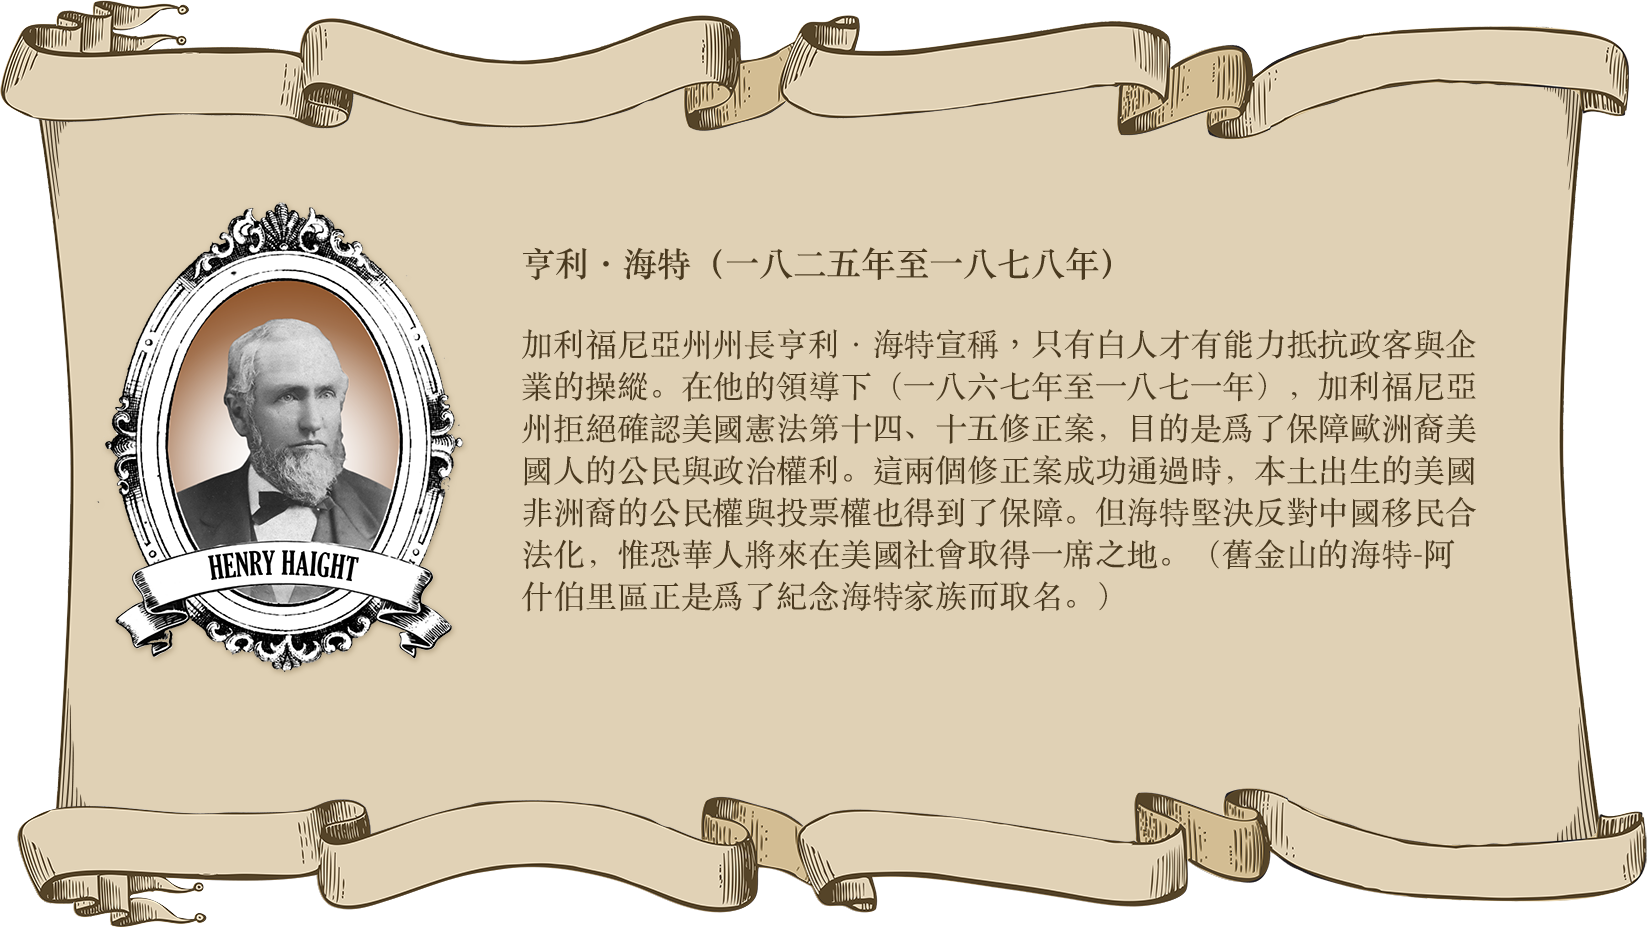 亨利・海特（一八二五年至一八七八年）
加利福尼亞州州長亨利・海特宣稱，只有白人才有能力抵抗政客與企
業的操縱。在他的領導下（一八六七年至一八七一年），加利福尼亞
州拒絕確認美國憲法第十四、十五修正案，目的是爲了保障歐洲裔美
國人的公民與政治權利。這兩個修正案成功通過時，本土出生的美國
非洲裔的公民權與投票權也得到了保障。但海特堅決反對中國移民合
法化，惟恐華人將來在美國社會取得一席之地。（舊金山的海特-阿
什伯里區正是爲了紀念海特家族而取名。）
HENRY HAIGHT